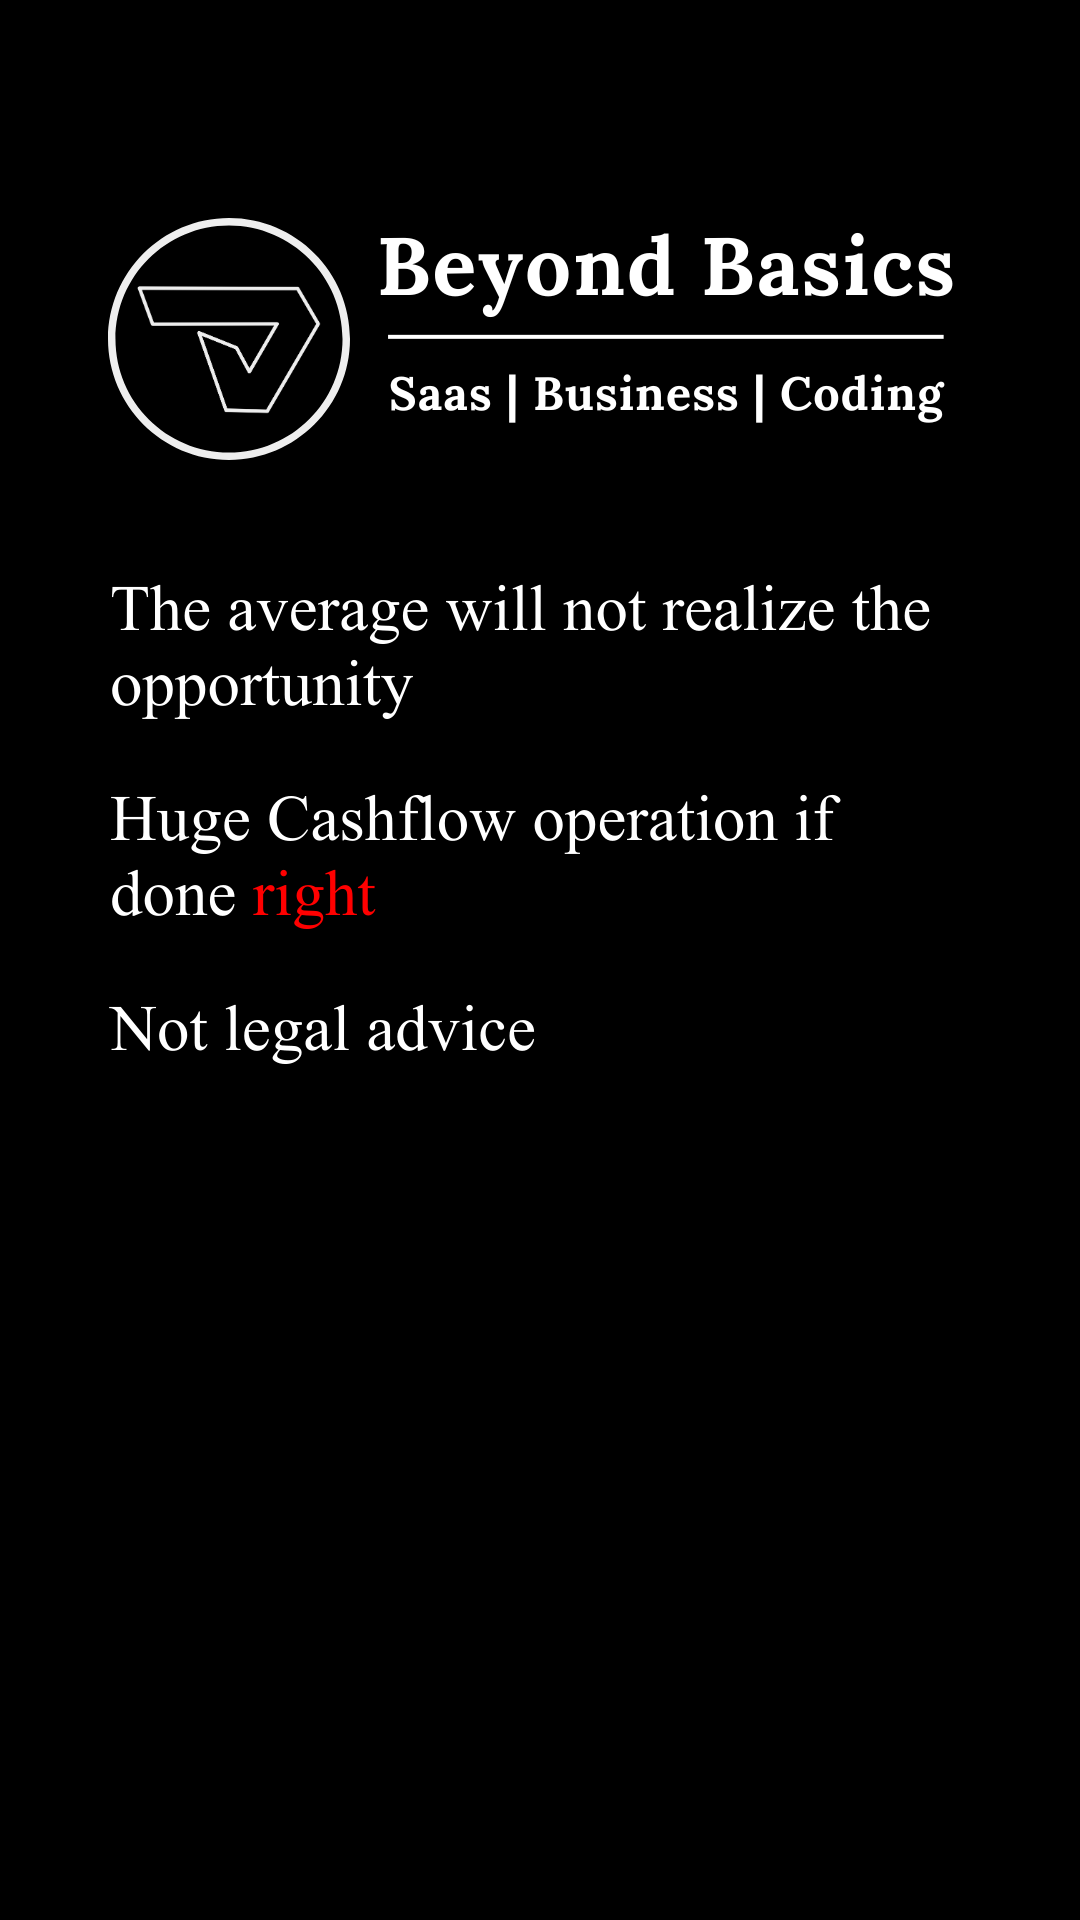 Beyond Basics
Saas | Business | Coding
The average will not realize the
opportunity
Huge Cashflow operation if
done right
Not legal advice